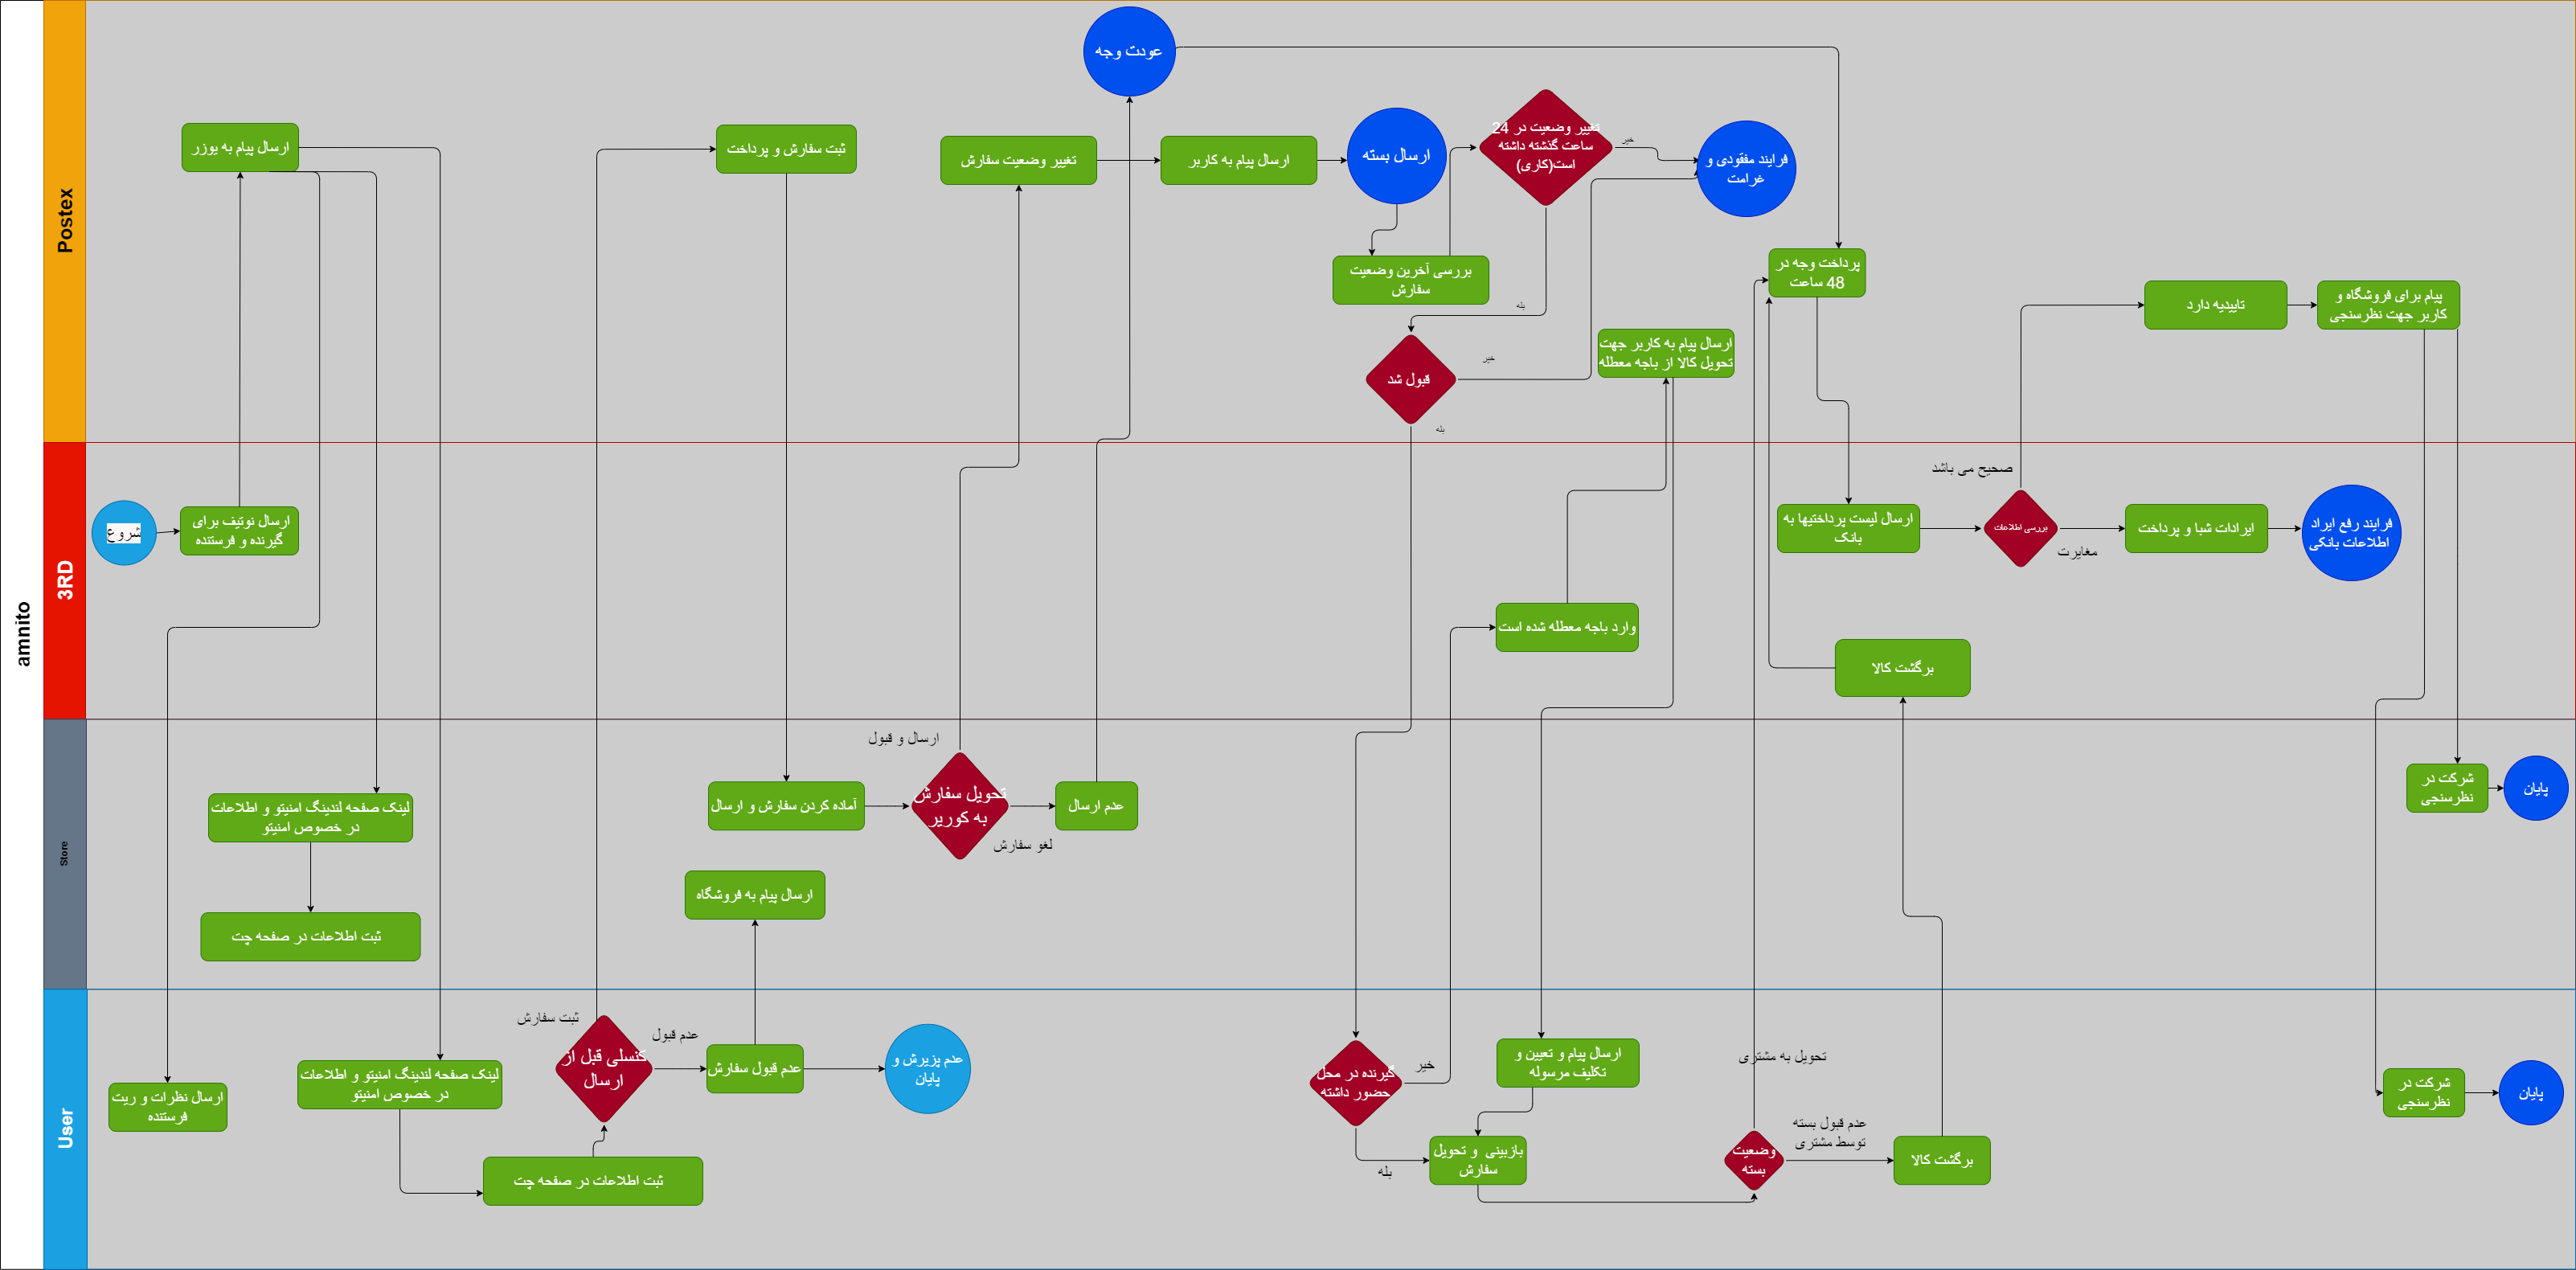 amnito
Postex
عودت وجه
ارسال پیام به یوزر
ثبت سفارش و پرداخت
تغییر وضعیت سفارش
ارسال پیام به کاربر
ارسال بسته
تغییر وضعیت در 24
ساعت گذشته داشته
است(کاری)
خیر
فرایند مفقودی و
غرامت
بررسی آخرین وضعیت
سفارش
بله
پرداخت وجه در
48 ساعت
تاییدیه دارد
پیام برای فروشگاه و
کاربر جهت نظرسنجی
ارسال پیام به کاربر جهت
تحویل کالا از باجه معطله
قبول شد
خیر
بله
3RD
شروع
ارسال نوتیف برای
گیرنده و فرستنده
صحیح می باشد
ارسال لیست پرداختیها به
بانک
بررسی اطلاعات
مغایرت
ایرادات شبا و پرداخت
فرایند رفع ایراد
اطلاعات بانکی
وارد باجه معطله شده است
برگشت کالا
Store
ارسال و قبول
لینک صفحه لندینگ امنیتو و اطلاعات
در خصوص امنیتو
آماده کردن سفارش و ارسال
تحویل سفارش
به کوریر
لغو سفارش
عدم ارسال
شرکت در
نظرسنجی
پایان
ارسال پیام به فروشگاه
ثبت اطلاعات در صفحه چت
User
ثبت سفارش
کنسلی قبل از
ارسال
عدم قبول
عدم قبول سفارش
عدم پزیرش و
پایان
لینک صفحه لندینگ امنیتو و اطلاعات
در خصوص امنیتو
ارسال نظرات و ریت
فرستنده
ثبت اطلاعات در صفحه چت
گیرنده در محل
حضور داشته
خیر
بله
ارسال پیام و تعیین و
تکلیف مرسوله
بازبینی و تحویل
سفارش
تحویل به مشتری
وضعیت
بسته
عدم قبول بسته
توسط مشتری
برگشت کالا
شرکت در
نظرسنجی
پایان